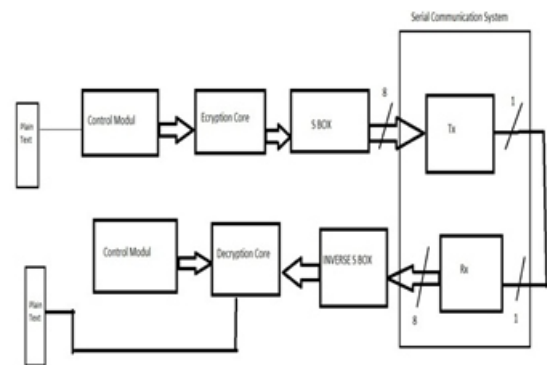 Serial Communication System
8
1
Plain
Text
Control Modul
Ecryption Core
S BOX
Tx
Control Modul
Decryption Core
INVERSE S BOX
Rx
Plain
Text
8
1